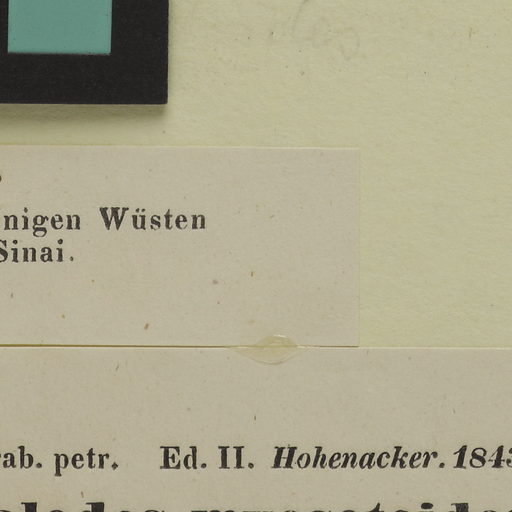 nigen Wüsten
Sinai.
ab. petr. Ed. II. Hohenacker. 1843